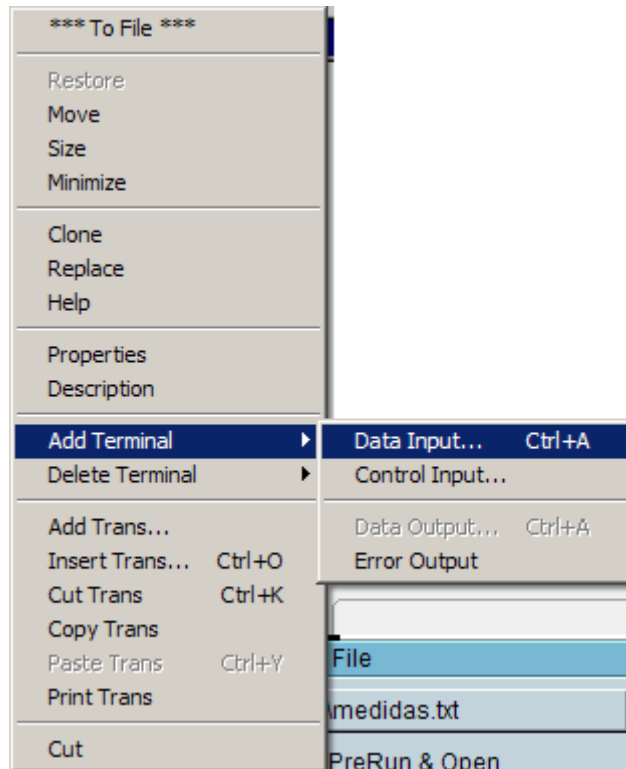 *** To File ***
Restore
Move
Size
Minimize
Clone
Replace
Help
Properties
Description
Add Terminal
Delete Terminal
Add Trans...
Insert Trans... Ctrl+O
Cut Trans Ctrl+K
Copy Trans
Paste Trans Ctrl+Y
Print Trans
Cut
Data Input... Ctrl+A
Control Input...
Data Output... Ctrl+A
Error Output
File
\medidas.txt
PreRun & Open